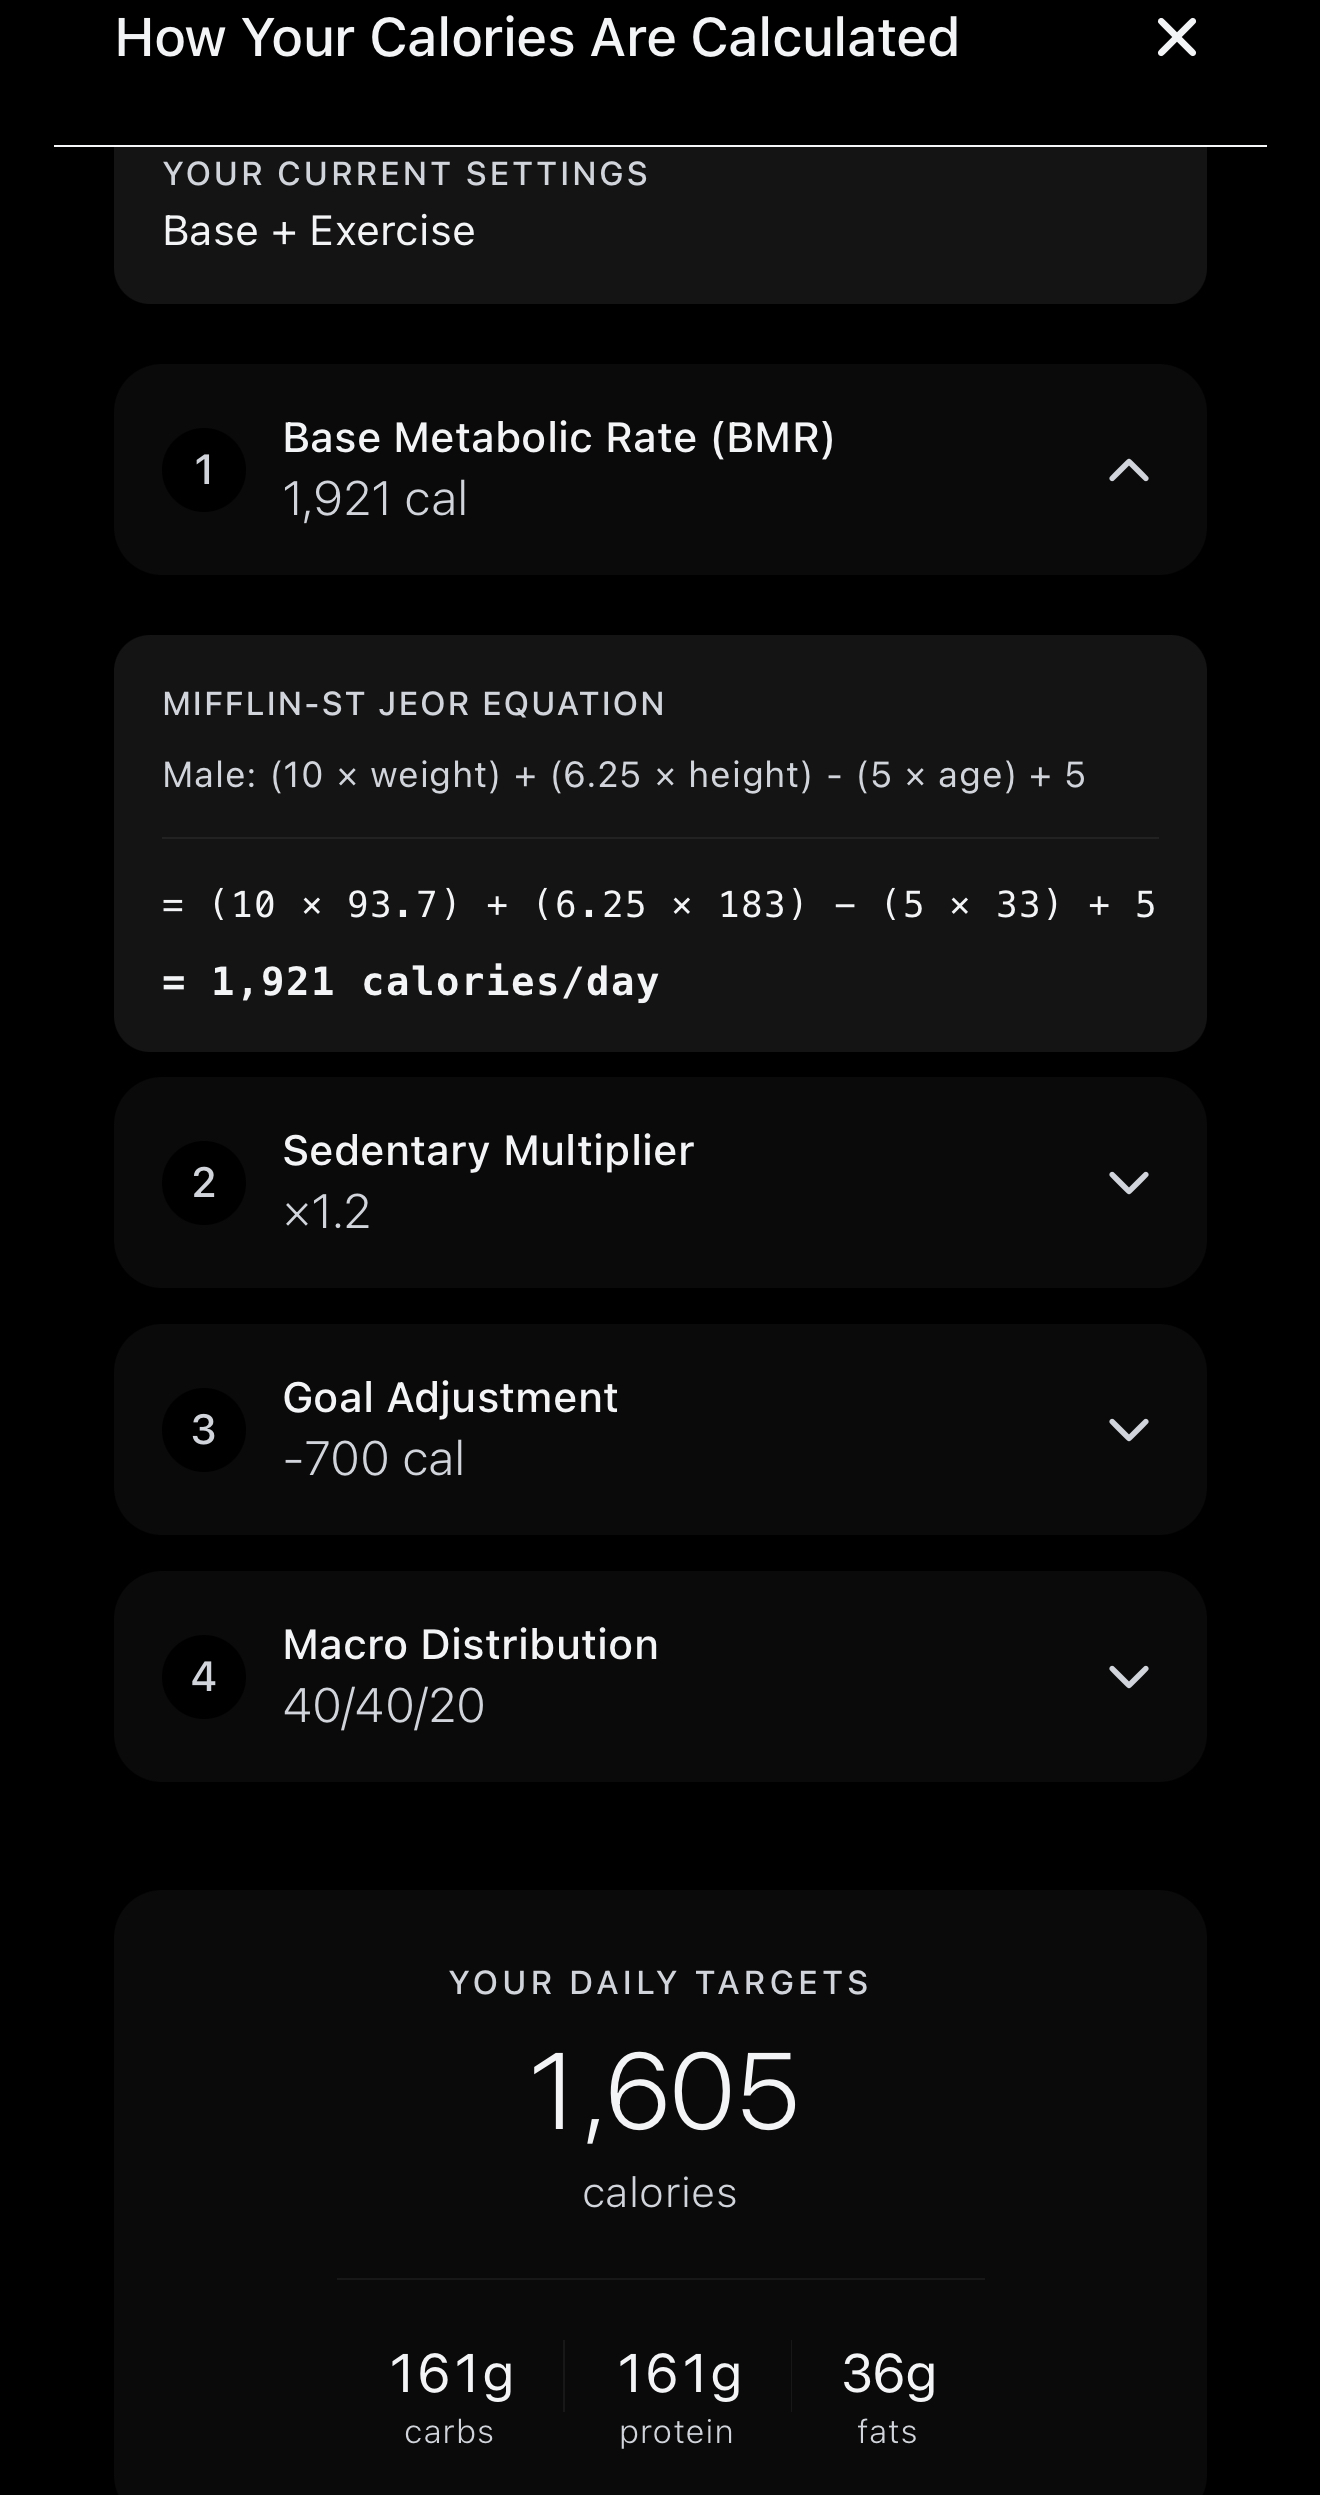 How Your Calories Are Calculated
YOUR CURRENT SETTINGS
Base + Exercise
1
Base Metabolic Rate (BMR)
1,921 cal
MIFFLIN-ST JEOR EQUATION
Male: (10 × weight) + (6.25 × height) - (5 × age) + 5
= (10 × 93.7) + (6.25 × 183) − (5 × 33) + 5
= 1,921 calories/day
2
Sedentary Multiplier
×1.2
3
Goal Adjustment
-700 cal
4
Macro Distribution
40/40/20
YOUR DAILY TARGETS
1,605
calories
161g 161g 36g
carbs protein fats